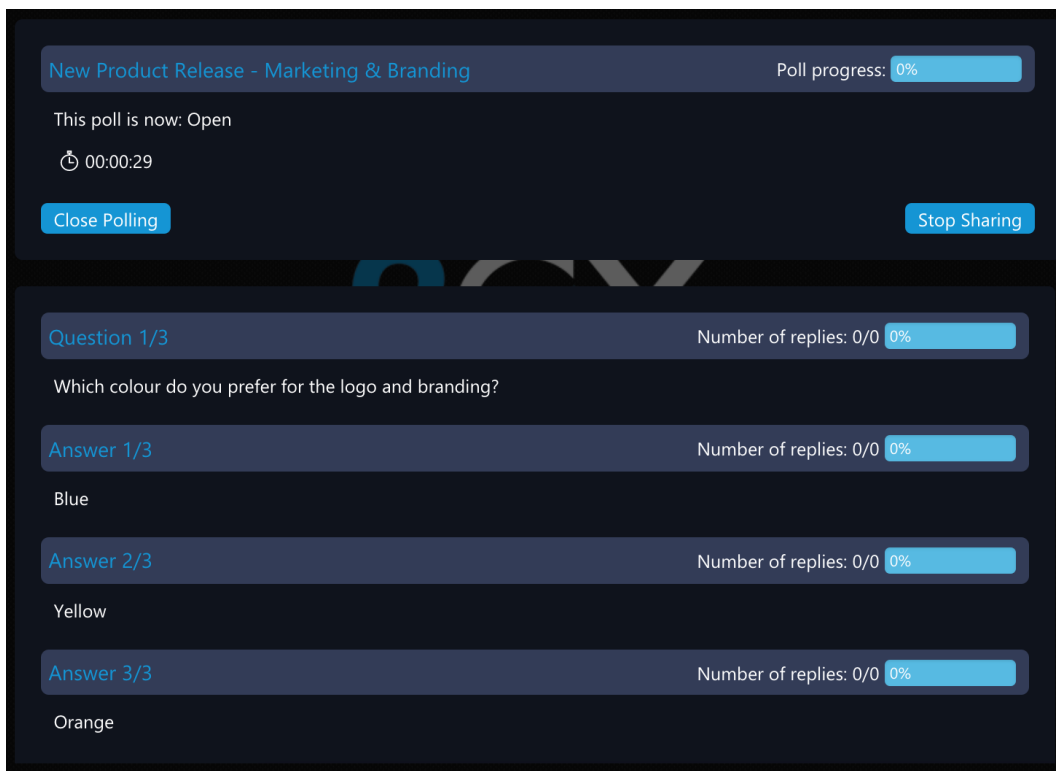 New Product Release - Marketing & Branding Poll progress: 0%
This poll is now: Open
00:00:29
Close Polling Stop Sharing
Question 1/3 Number of replies: 0/0 0%
Which colour do you prefer for the logo and branding?
Answer 1/3 Number of replies: 0/0 0%
Blue
Answer 2/3 Number of replies: 0/0 0%
Yellow
Answer 3/3 Number of replies: 0/0 0%
Orange